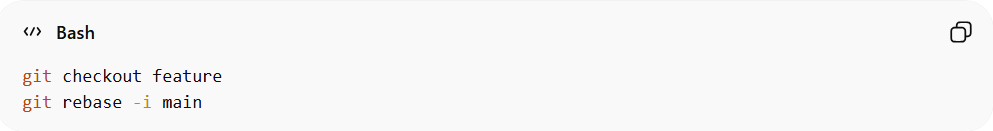 Bash
git checkout feature
git rebase -i main